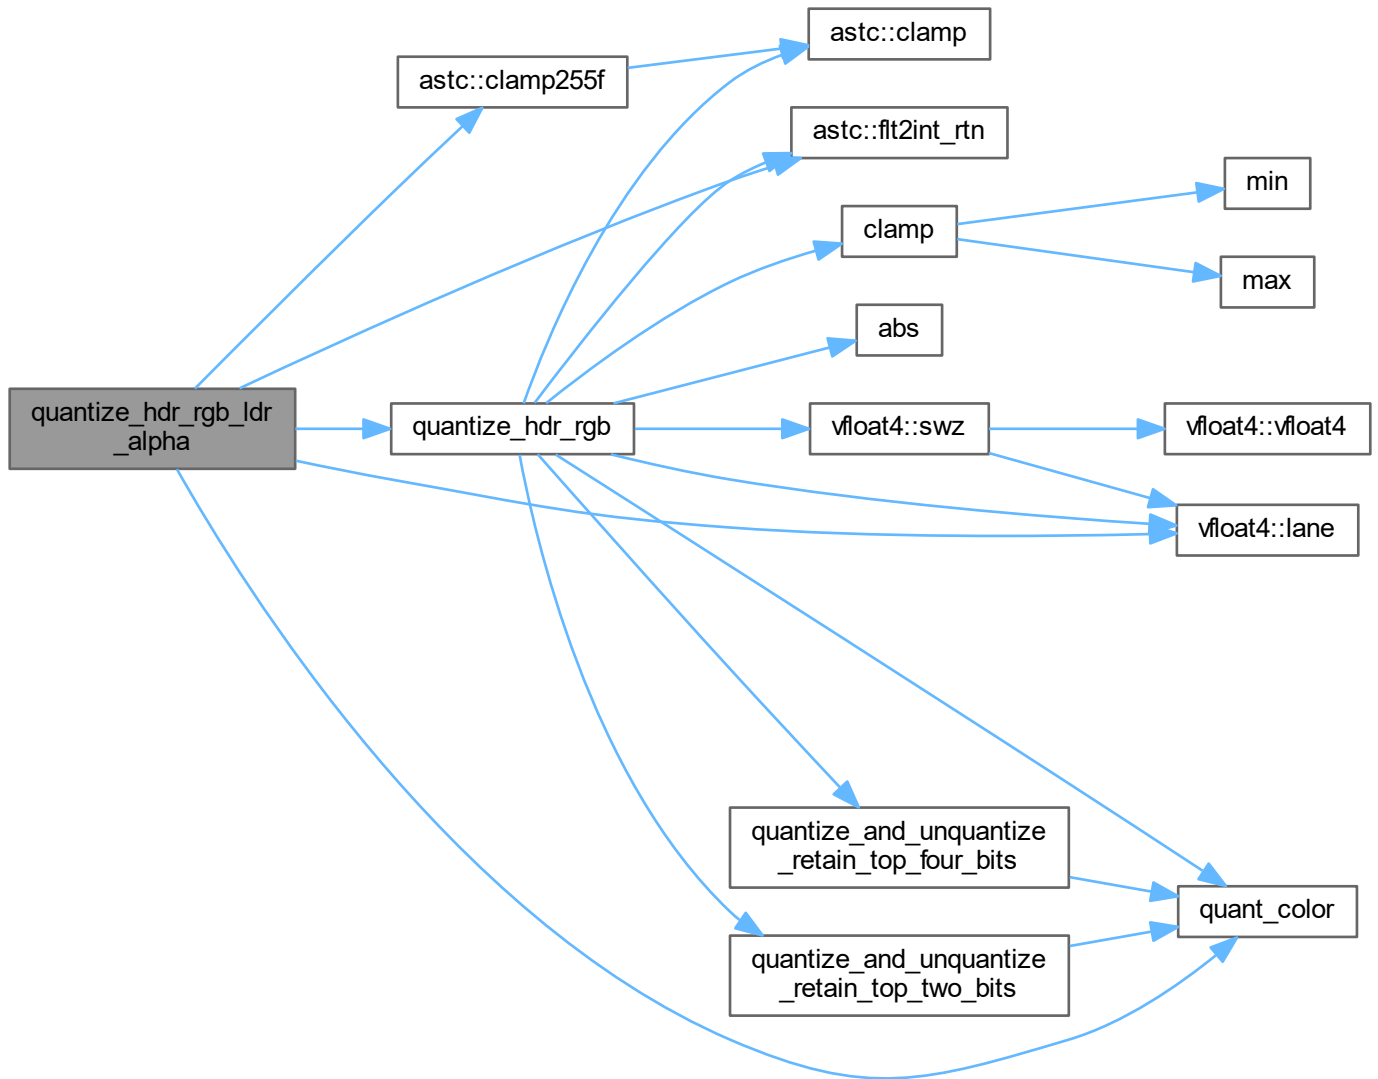 astc::clamp
astc::clamp255f
astc::flt2int_rtn
min
clamp
max
abs
quantize_hdr_rgb_ldr
_alpha
quantize_hdr_rgb
vfloat4::swz
vfloat4::vfloat4
vfloat4::lane
quantize_and_unquantize
_retain_top_four_bits
quant_color
quantize_and_unquantize
_retain_top_two_bits